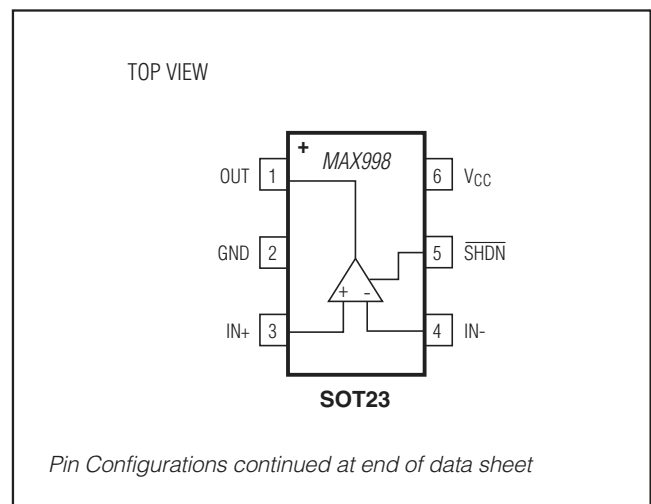 TOP VIEW
+ MAX998
OUT 1
6 VCC
GND 2
5 SHDN
+ -
IN+ 3
4 IN-
SOT23
Pin Configurations continued at end of data sheet